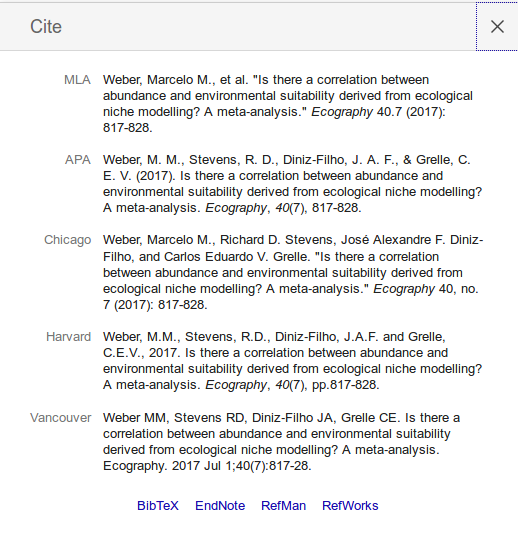 Cite
MLA Weber, Marcelo M., et al. "Is there a correlation between
abundance and environmental suitability derived from ecological
niche modelling? A meta-analysis." Ecography 40.7 (2017):
817-828.
APA Weber, M. M., Stevens, R. D., Diniz-Filho, J. A. F., & Grelle, C.
E. V. (2017). Is there a correlation between abundance and
environmental suitability derived from ecological niche modelling?
A meta-analysis. Ecography, 40(7), 817-828.
Chicago Weber, Marcelo M., Richard D. Stevens, José Alexandre F. Diniz-
Filho, and Carlos Eduardo V. Grelle. "Is there a correlation
between abundance and environmental suitability derived from
ecological niche modelling? A meta-analysis." Ecography 40, no.
7 (2017): 817-828.
Harvard Weber, M.M., Stevens, R.D., Diniz-Filho, J.A.F. and Grelle,
C.E.V., 2017. Is there a correlation between abundance and
environmental suitability derived from ecological niche modelling?
A meta-analysis. Ecography, 40(7), pp.817-828.
Vancouver Weber MM, Stevens RD, Diniz-Filho JA, Grelle CE. Is there a
correlation between abundance and environmental suitability
derived from ecological niche modelling? A meta-analysis.
Ecography. 2017 Jul 1;40(7):817-28.
BibTeX EndNote RefMan RefWorks